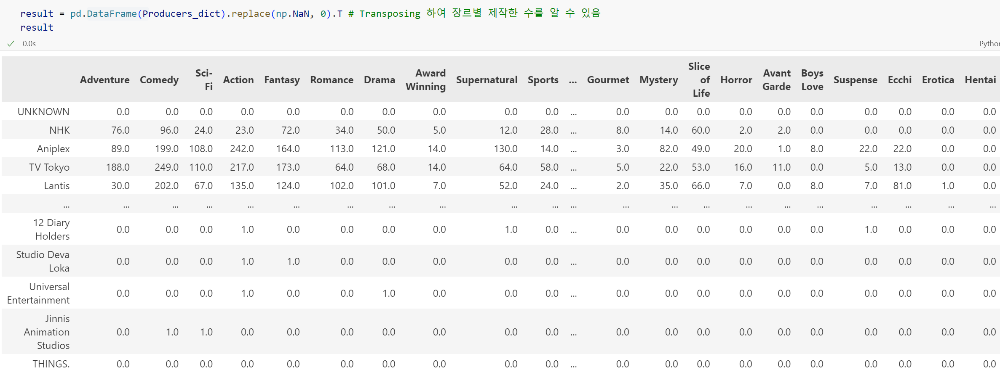 result = pd.DataFrame(Producers_dict).replace(np.NaN, 0).T # Transposing 하여 장르별 제작한 수를 알 수 있음
result
0.0s
Python
Adventure Comedy Sci-Fi Action Fantasy Romance Drama Award Winning Supernatural Sports ... Gourmet Mystery Slice of Life Horror Avant Garde Boys Love Suspense Ecchi Erotica Hentai
UNKNOWN 0.0 0.0 0.0 0.0 0.0 0.0 0.0 0.0 0.0 0.0 ... 0.0 0.0 0.0 0.0 0.0 0.0 0.0 0.0 0.0 0.0
NHK 76.0 96.0 24.0 23.0 72.0 34.0 50.0 5.0 12.0 28.0 ... 8.0 14.0 60.0 2.0 2.0 0.0 0.0 0.0 0.0 0.0
Aniplex 89.0 199.0 108.0 242.0 164.0 113.0 121.0 14.0 130.0 14.0 ... 3.0 82.0 49.0 20.0 1.0 8.0 22.0 22.0 0.0 0.0
TV Tokyo 188.0 249.0 110.0 217.0 173.0 64.0 68.0 14.0 64.0 58.0 ... 5.0 22.0 53.0 16.0 11.0 0.0 5.0 13.0 0.0 0.0
Lantis 30.0 202.0 67.0 135.0 124.0 102.0 101.0 7.0 52.0 24.0 ... 2.0 35.0 66.0 7.0 0.0 8.0 7.0 81.0 1.0 0.0
... ... ... ... ... ... ... ... ... ... ... ... ... ... ... ... ... ... ... ... ... ...
12 Diary Holders 0.0 0.0 0.0 1.0 0.0 0.0 0.0 0.0 1.0 0.0 ... 0.0 0.0 0.0 0.0 0.0 0.0 1.0 0.0 0.0 0.0
Studio Deva Loka 0.0 0.0 0.0 1.0 1.0 0.0 0.0 0.0 0.0 0.0 ... 0.0 0.0 0.0 0.0 0.0 0.0 0.0 0.0 0.0 0.0
Universal Entertainment 0.0 0.0 0.0 1.0 0.0 0.0 1.0 0.0 0.0 0.0 ... 0.0 0.0 0.0 0.0 0.0 0.0 0.0 0.0 0.0 0.0
Jinnis Animation Studios 0.0 1.0 1.0 0.0 0.0 0.0 0.0 0.0 0.0 0.0 ... 0.0 0.0 0.0 0.0 0.0 0.0 0.0 0.0 0.0 0.0
THINGS. 0.0 0.0 0.0 0.0 0.0 0.0 0.0 0.0 0.0 0.0 ... 0.0 0.0 0.0 0.0 0.0 0.0 0.0 0.0 0.0 0.0